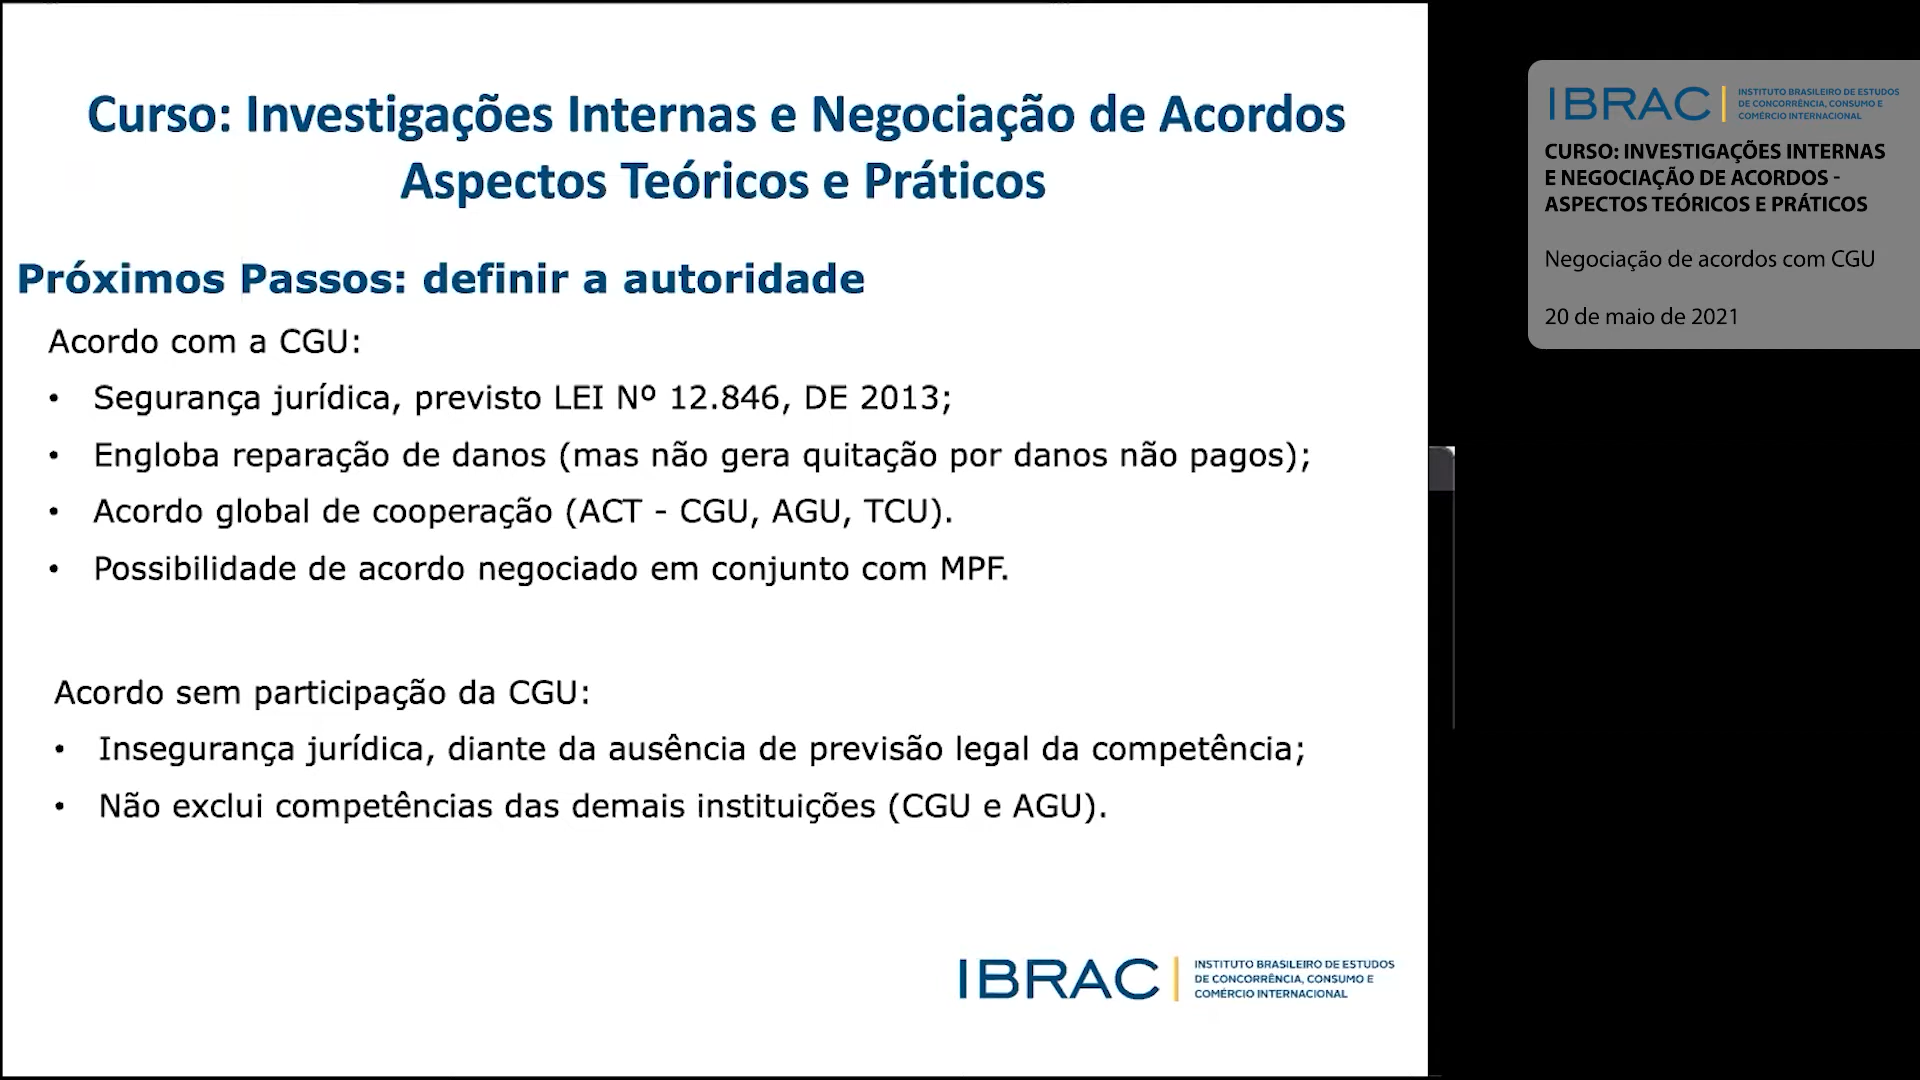 Curso: Investigações Internas e Negociação de Acordos
Aspectos Teóricos e Práticos
Próximos Passos: definir a autoridade
Acordo com a CGU:
• Segurança jurídica, previsto LEI Nº 12.846, DE 2013;
• Engloba reparação de danos (mas não gera quitação por danos não pagos);
• Acordo global de cooperação (ACT - CGU, AGU, TCU).
• Possibilidade de acordo negociado em conjunto com MPF.
Acordo sem participação da CGU:
• Insegurança jurídica, diante da ausência de previsão legal da competência;
• Não exclui competências das demais instituições (CGU e AGU).
IBRAC
INSTITUTO BRASILEIRO DE ESTUDOS
DE CONCORRÊNCIA, CONSUMO E
COMÉRCIO INTERNACIONAL
IBRAC
INSTITUTO BRASILEIRO DE ESTUDOS
DE CONCORRÊNCIA, CONSUMO E
COMÉRCIO INTERNACIONAL
CURSO: INVESTIGAÇÕES INTERNAS
E NEGOCIAÇÃO DE ACORDOS -
ASPECTOS TEÓRICOS E PRÁTICOS
Negociação de acordos com CGU
20 de maio de 2021